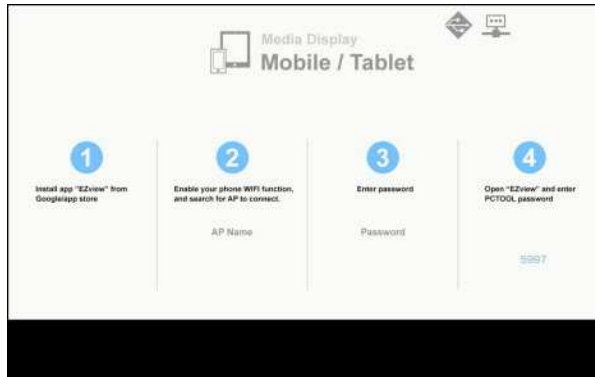 Media Display
Mobile / Tablet
1
2
3
4
Install app "EZview" from
Google/app store
Enable your phone WIFI function,
and search for AP to connect.
Enter password
Open "EZview" and enter
PCTOOL password
AP Name
Password
5997